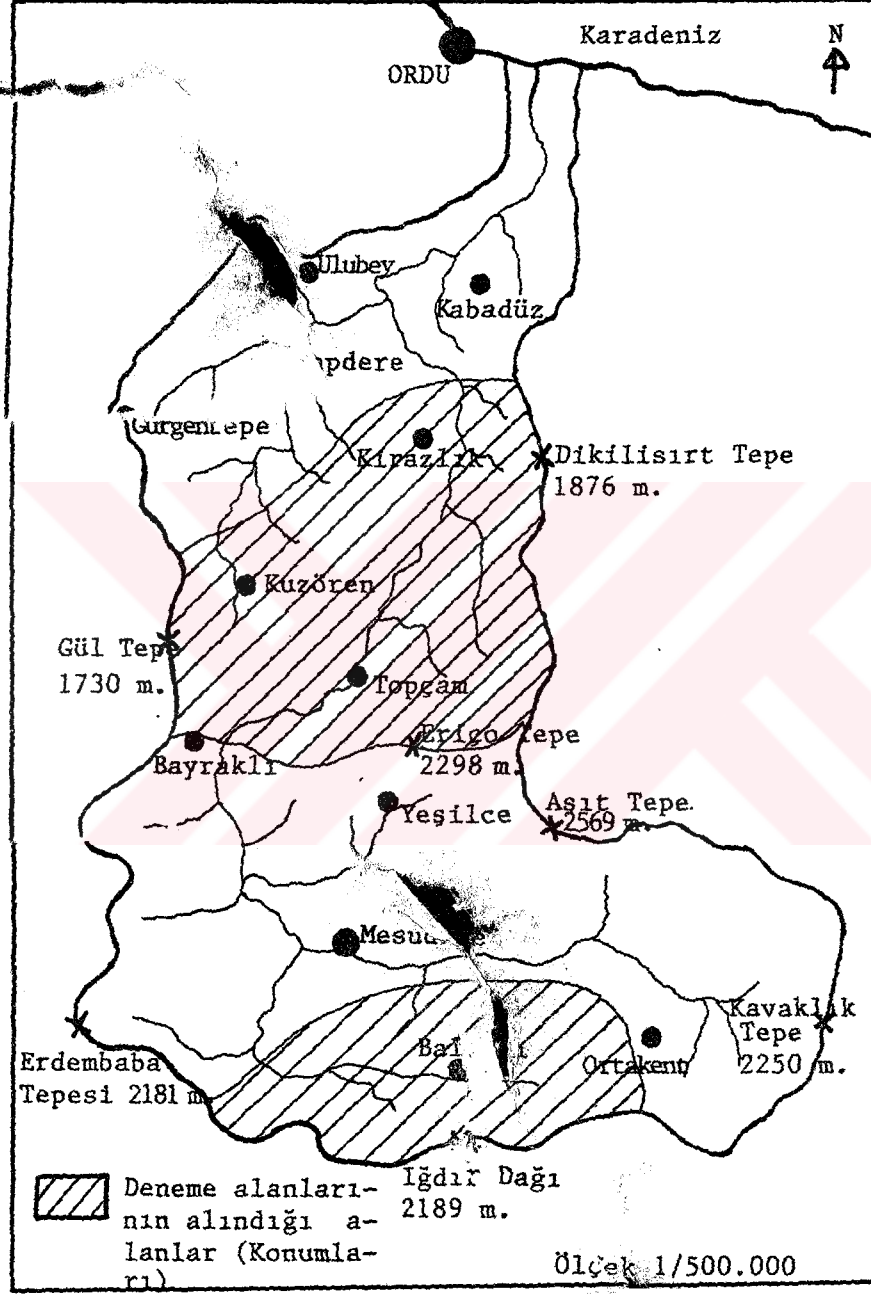 Karadeniz
N
ORDU
Ulubey
Kabadüz
Kirazlık
Dikilisırt Tepe
1876 m.
Kuzören
Gül Tepe
1730 m.
Topçam
Eriço Tepe
2298 m.
Bayraklı
Yeşilce
Aşıt Tepe.
2569 m.
Kavaklık
Tepe
2250 m.
Ortakent
Erdembaba
Tepesi 2181 m
Iğdır Dağı
2189 m.
Deneme alanları-
nın alındığı a-
lanlar (Konumla-
rı)
Ölçek 1/500.000